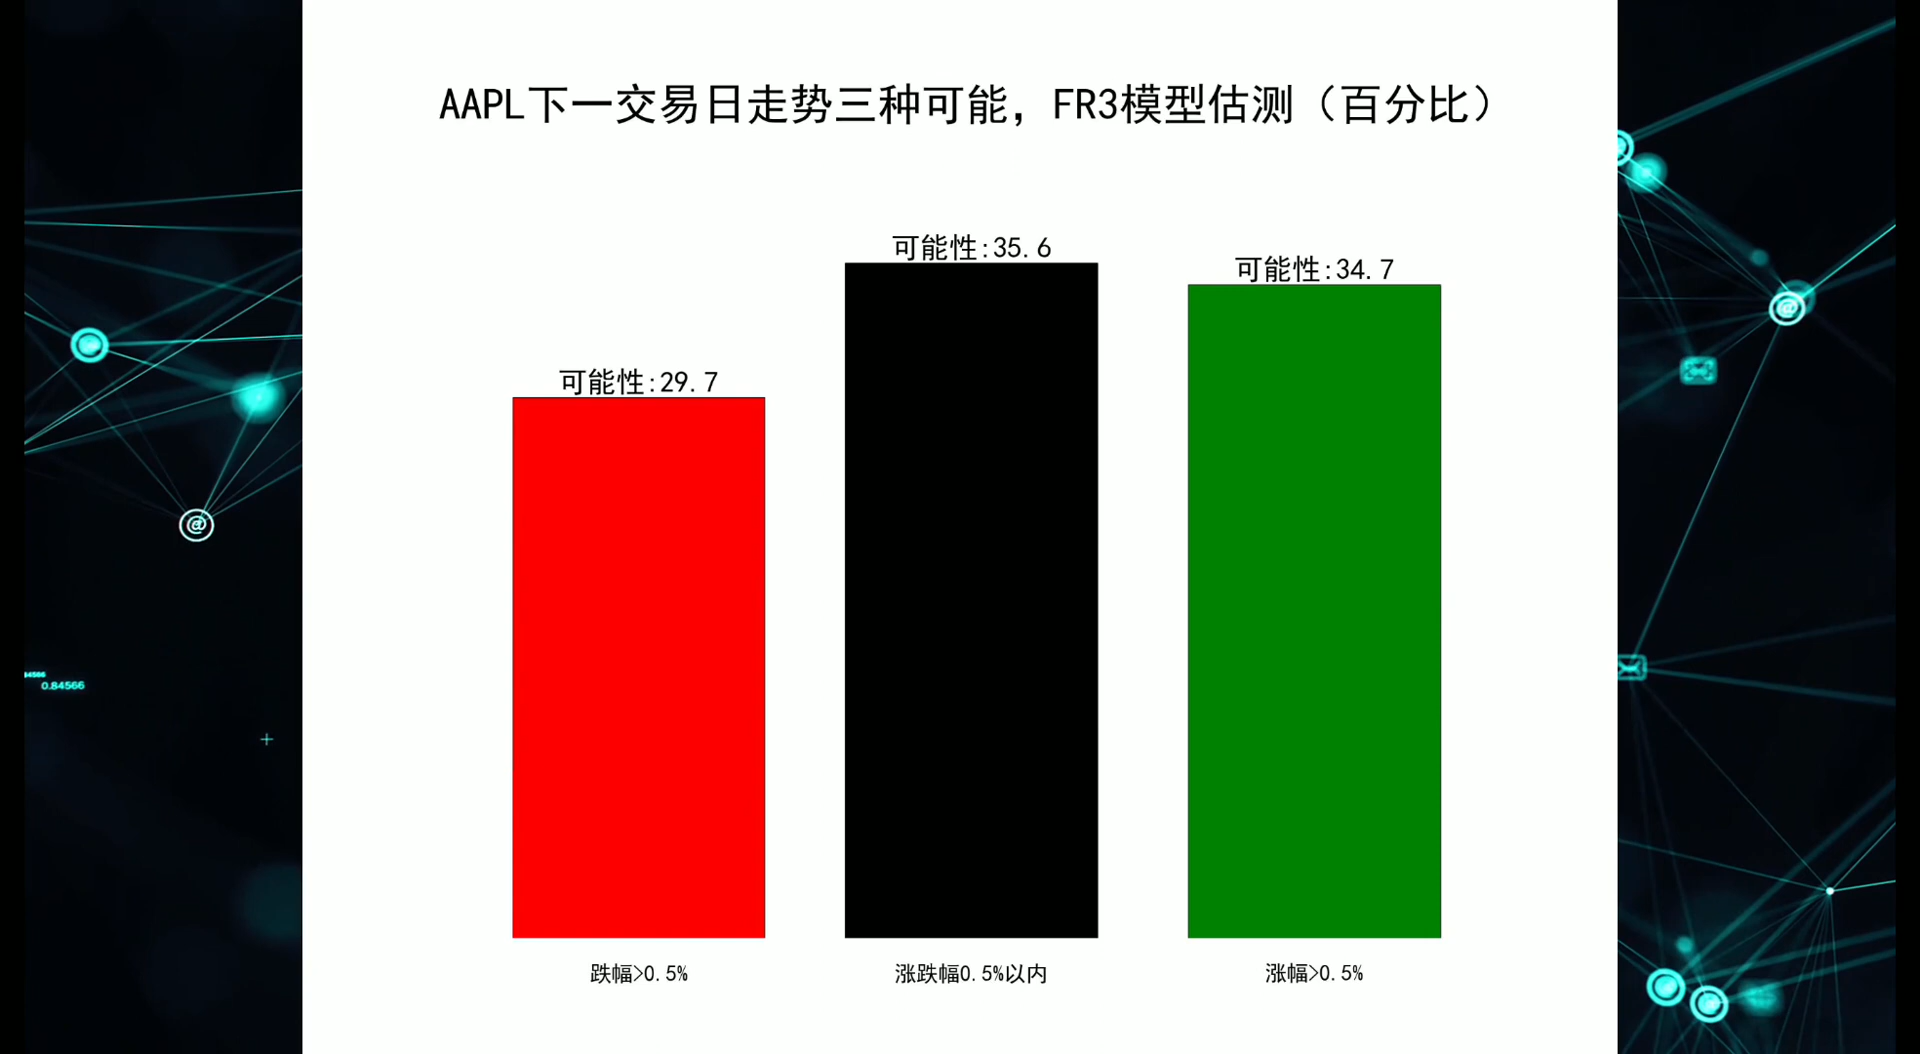 AAPL下一交易日走势三种可能，FR3模型估测（百分比）
可能性:29.7
可能性:35.6
可能性:34.7
跌幅>0.5%
涨跌幅0.5%以内
涨幅>0.5%
0.84566
@
@